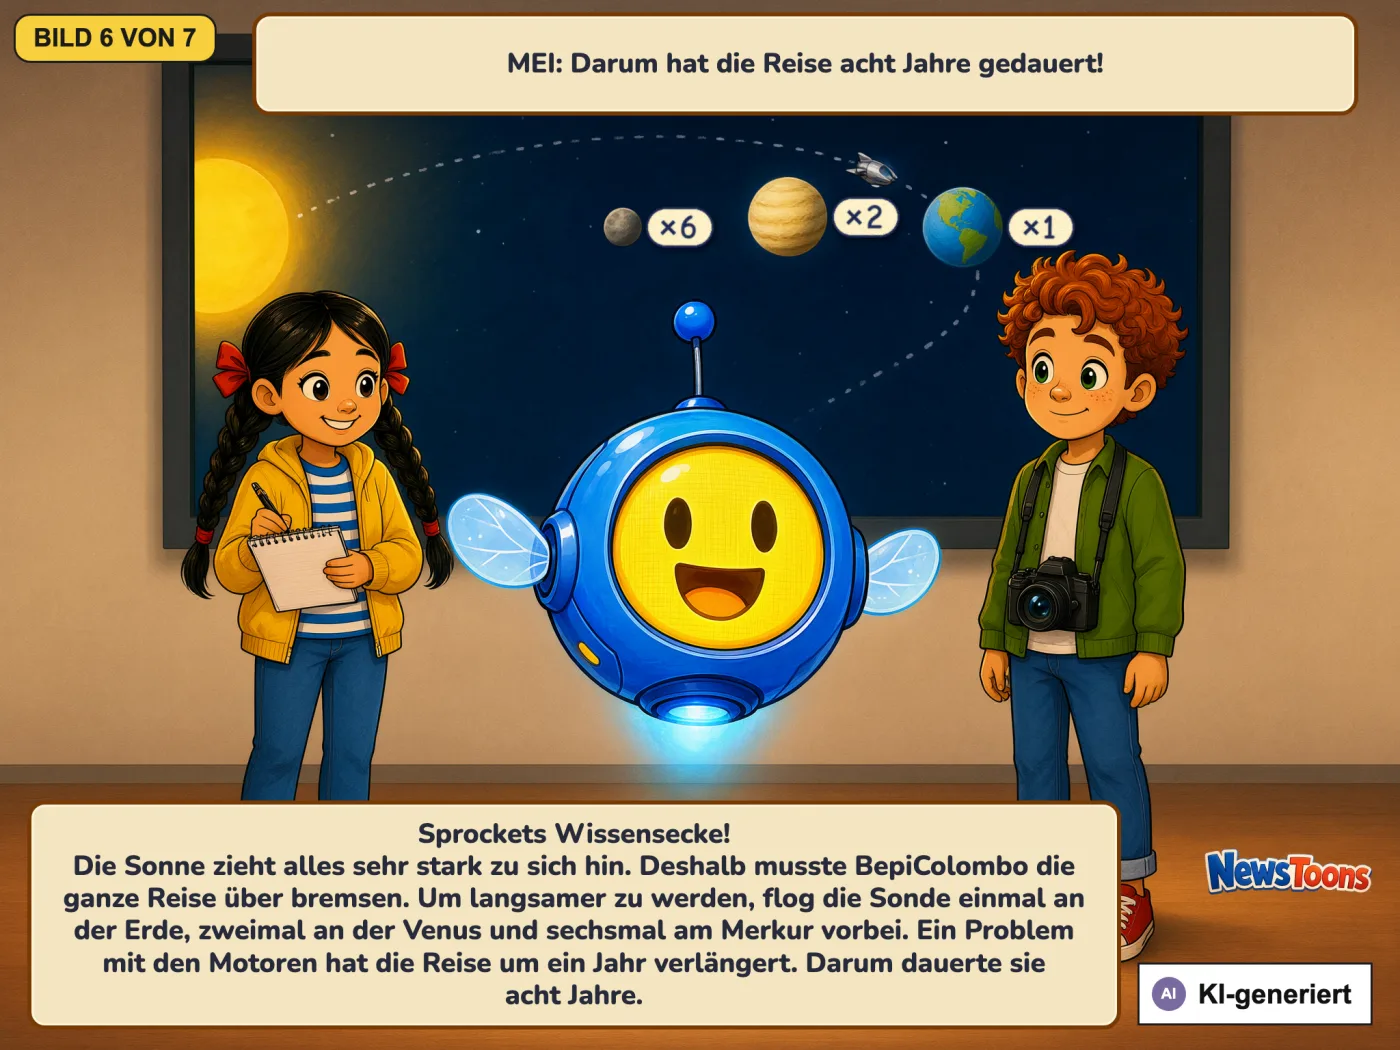 BILD 6 VON 7
MEI: Darum hat die Reise acht Jahre gedauert!
×6
×2
×1
Sprockets Wissensecke!
Die Sonne zieht alles sehr stark zu sich hin. Deshalb musste BepiColombo die
ganze Reise über bremsen. Um langsamer zu werden, flog die Sonde einmal an
der Erde, zweimal an der Venus und sechsmal am Merkur vorbei. Ein Problem
mit den Motoren hat die Reise um ein Jahr verlängert. Darum dauerte sie
acht Jahre.
NewsToons
AI KI-generiert